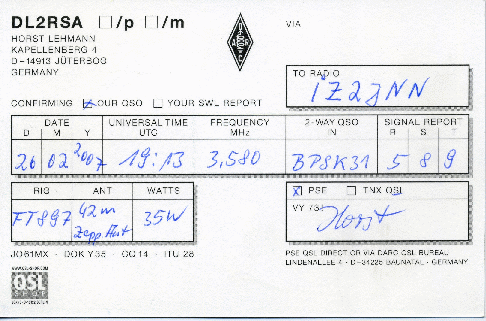 DL2RSA □/p □/m
HORST LEHMANN
KAPELLENBERG 4
D-14913 JÜTERBOG
GERMANY
VIA
TO RADIO
IZ2JNN
CONFIRMING ☒ OUR QSO □ YOUR SWL REPORT
DATE UNIVERSAL TIME FREQUENCY 2-WAY QSO SIGNAL REPORT
D M Y UTC MHz IN R S T
20 02 2007 19:13 3,580 BPSK31 5 8 9
RIG ANT WATTS
FT897 42m Zepp 35W
☒ PSE □ TNX QSL
VY 73!
Horst
JO61MX - DOK Y35 - CQ 14 - ITU 28
PSE QSL DIRECT OR VIA DARC QSL BUREAU
LINDENALLEE 4 - D-34225 BAUNATAL - GERMANY
QSL